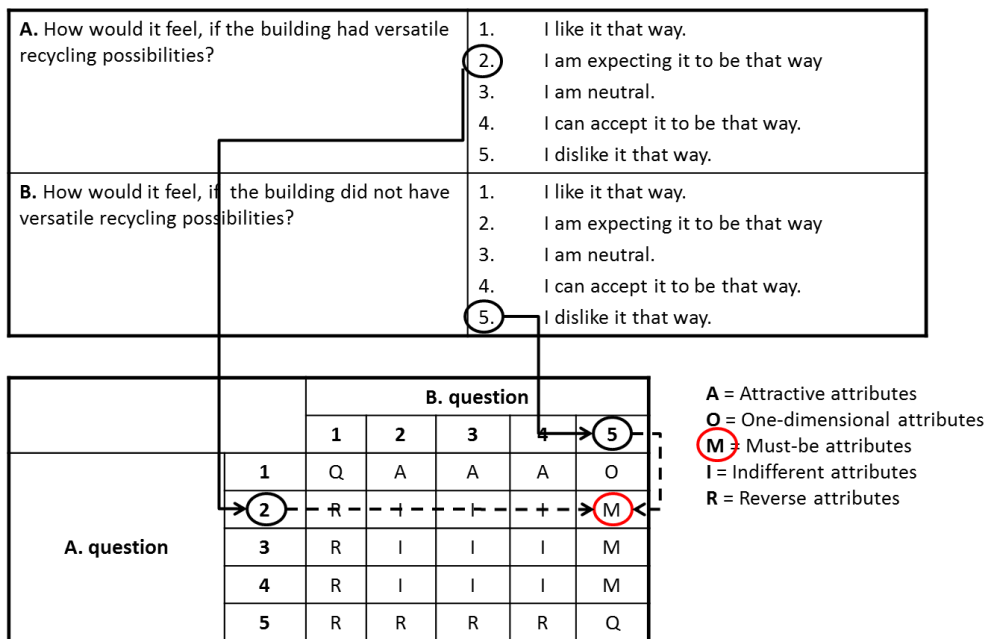 A. How would it feel, if the building had versatile
recycling possibilities?
1. I like it that way.
2. I am expecting it to be that way
3. I am neutral.
4. I can accept it to be that way.
5. I dislike it that way.
B. How would it feel, if the building did not have
versatile recycling possibilities?
1. I like it that way.
2. I am expecting it to be that way
3. I am neutral.
4. I can accept it to be that way.
5. I dislike it that way.
B. question
1 2 3 4 5
1 Q A A A O
2 R I I I M
A. question
3 R I I I M
4 R I I I M
5 R R R R Q
A = Attractive attributes
O = One-dimensional attributes
M = Must-be attributes
I = Indifferent attributes
R = Reverse attributes